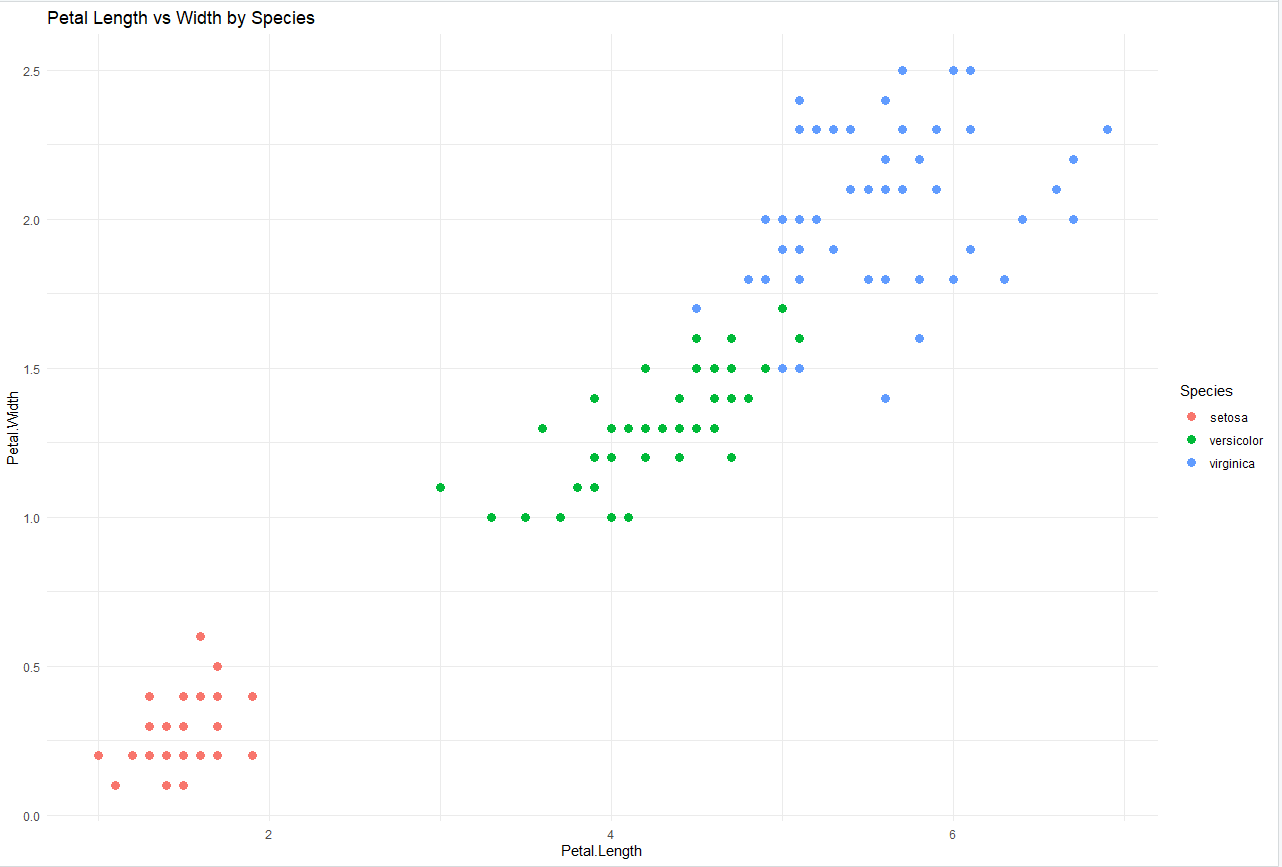 Petal Length vs Width by Species
2.5
2.0
1.5
1.0
0.5
0.0
Petal.Width
2 4 6
Petal.Length
Species
setosa
versicolor
virginica